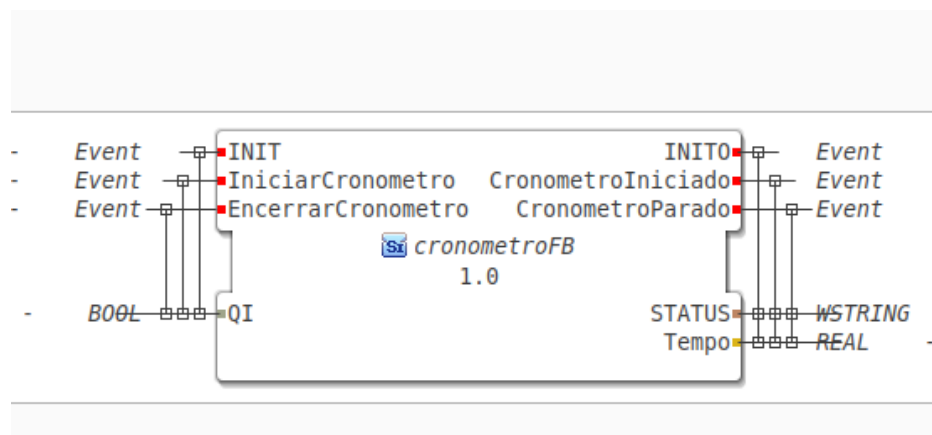 - Event INIT INITO Event
- Event IniciarCronometro CronometroIniciado Event
- Event EncerrarCronometro CronometroParado Event
SI cronometroFB
1.0
- BOOL QI STATUS WSTRING
Tempo REAL -